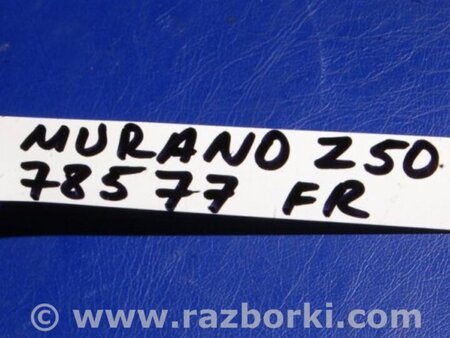 MURANO Z50
78577 FR
© www.razborki.com